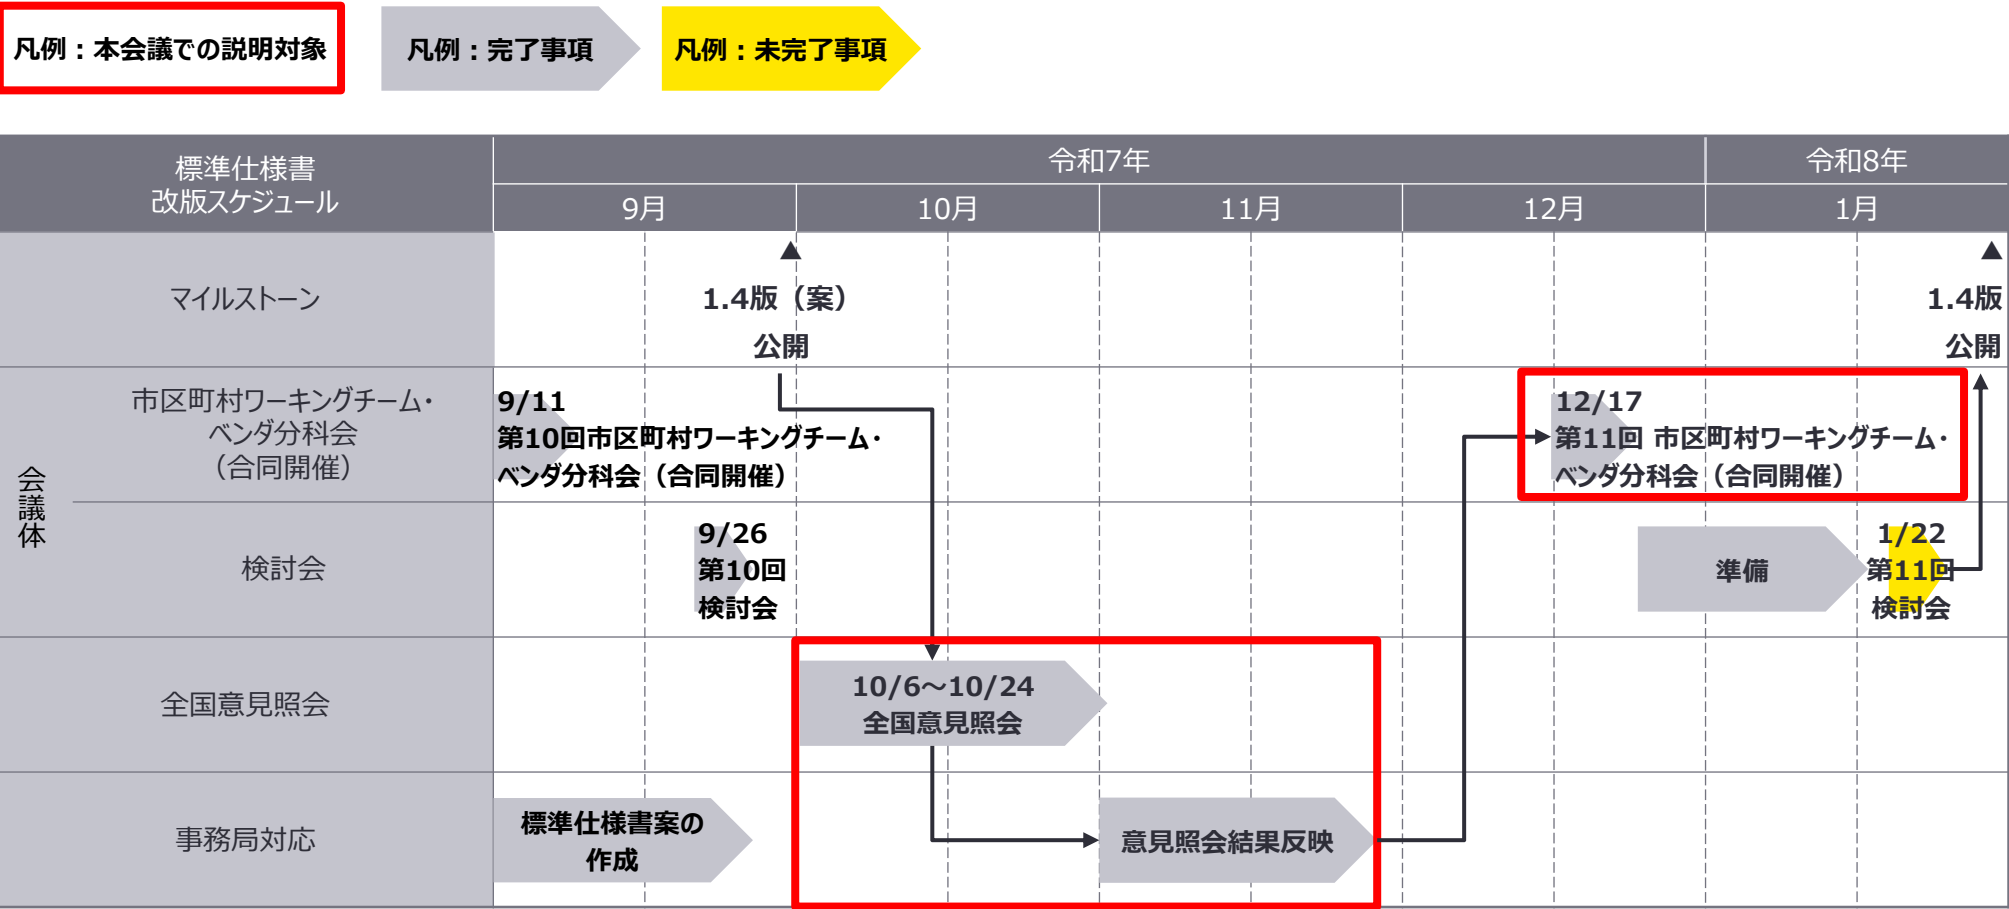 凡例：本会議での説明対象
凡例：完了事項
凡例：未完了事項
標準仕様書
改版スケジュール
令和7年
令和8年
9月
10月
11月
12月
1月
マイルストーン
▲
1.4版（案）
公開
▲
1.4版
公開
会議体
市区町村ワーキングチーム・
ベンダ分科会
（合同開催）
9/11
第10回市区町村ワーキングチーム・
ベンダ分科会（合同開催）
12/17
第11回 市区町村ワーキングチーム・
ベンダ分科会（合同開催）
検討会
9/26
第10回
検討会
準備
1/22
第11回
検討会
全国意見照会
10/6～10/24
全国意見照会
事務局対応
標準仕様書案の
作成
意見照会結果反映